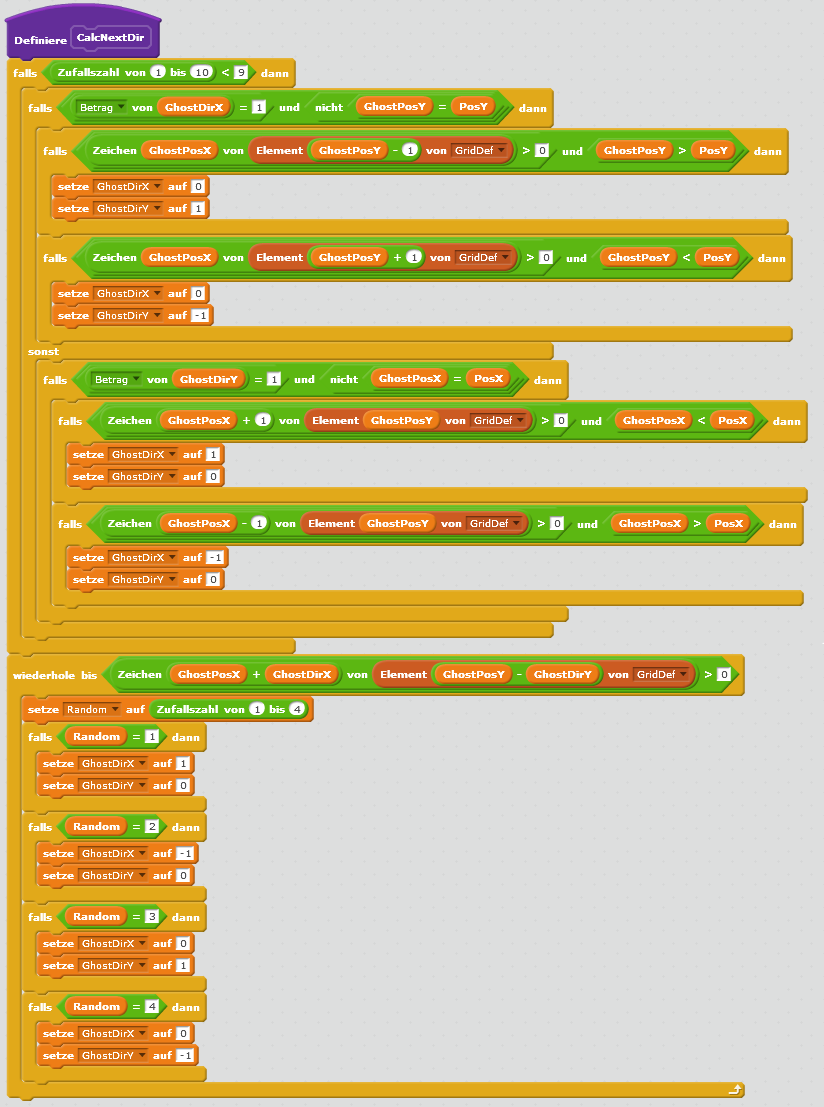 Definiere CalcNextDir
falls Zufallszahl von 1 bis 10 < 9 dann
falls Betrag von GhostDirX = 1 und nicht GhostPosY = PosY dann
falls Zeichen GhostPosX von Element GhostPosY - 1 von GridDef > 0 und GhostPosY > PosY dann
setze GhostDirX auf 0
setze GhostDirY auf 1
falls Zeichen GhostPosX von Element GhostPosY + 1 von GridDef > 0 und GhostPosY < PosY dann
setze GhostDirX auf 0
setze GhostDirY auf -1
sonst
falls Betrag von GhostDirY = 1 und nicht GhostPosX = PosX dann
falls Zeichen GhostPosX + 1 von Element GhostPosY von GridDef > 0 und GhostPosX < PosX dann
setze GhostDirX auf 1
setze GhostDirY auf 0
falls Zeichen GhostPosX - 1 von Element GhostPosY von GridDef > 0 und GhostPosX > PosX dann
setze GhostDirX auf -1
setze GhostDirY auf 0
wiederhole bis Zeichen GhostPosX + GhostDirX von Element GhostPosY - GhostDirY von GridDef > 0
setze Random auf Zufallszahl von 1 bis 4
falls Random = 1 dann
setze GhostDirX auf 1
setze GhostDirY auf 0
falls Random = 2 dann
setze GhostDirX auf -1
setze GhostDirY auf 0
falls Random = 3 dann
setze GhostDirX auf 0
setze GhostDirY auf 1
falls Random = 4 dann
setze GhostDirX auf 0
setze GhostDirY auf -1